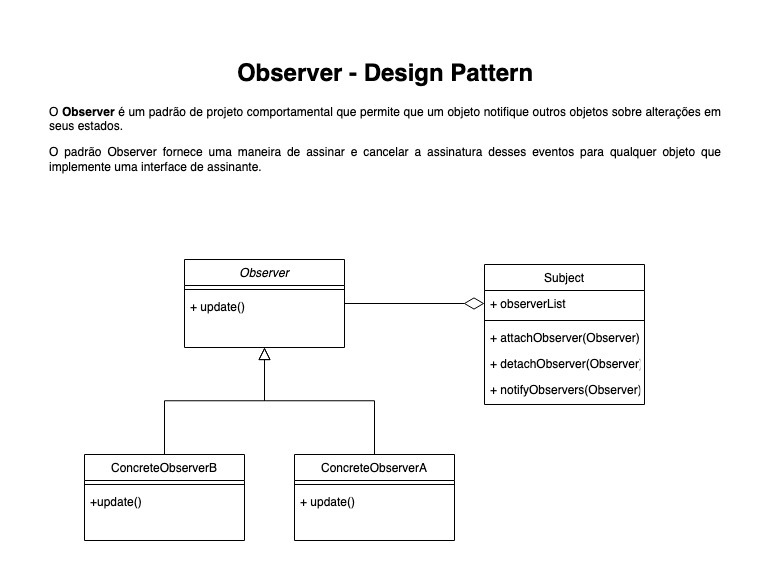 Observer - Design Pattern
O Observer é um padrão de projeto comportamental que permite que um objeto notifique outros objetos sobre alterações em
seus estados.
O padrão Observer fornece uma maneira de assinar e cancelar a assinatura desses eventos para qualquer objeto que
implemente uma interface de assinante.
Observer
+ update()
Subject
+ observerList
+ attachObserver(Observer)
+ detachObserver(Observer
+ notifyObservers(Observer)
ConcreteObserverB
+update()
ConcreteObserverA
+ update()